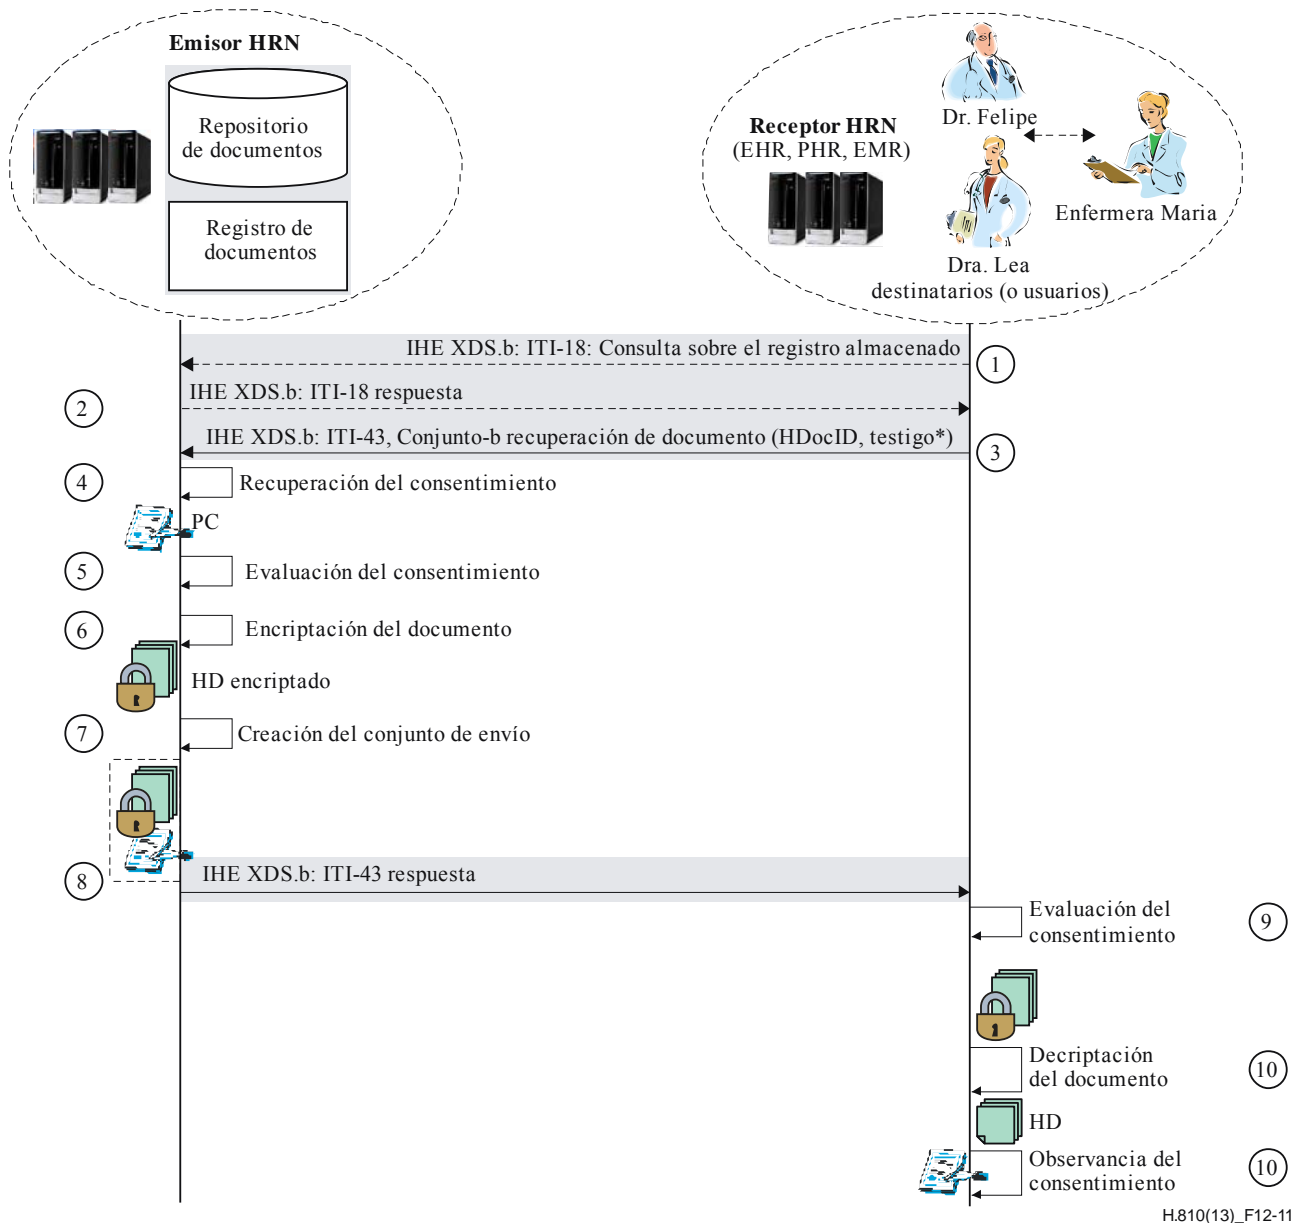 Emisor HRN
Repositorio
de documentos
Registro de
documentos
Receptor HRN
(EHR, PHR, EMR)
Dr. Felipe
Enfermera Maria
Dra. Lea
destinatarios (o usuarios)
IHE XDS.b: ITI-18: Consulta sobre el registro almacenado
1
IHE XDS.b: ITI-18 respuesta
2
IHE XDS.b: ITI-43, Conjunto-b recuperación de documento (HDocID, testigo*)
3
4
Recuperación del consentimiento
PC
5
Evaluación del consentimiento
6
Encriptación del documento
HD encriptado
7
Creación del conjunto de envío
8
IHE XDS.b: ITI-43 respuesta
Evaluación del
consentimiento
9
Decriptación
del documento
10
HD
Observancia del
consentimiento
10
H.810(13)_F12-11